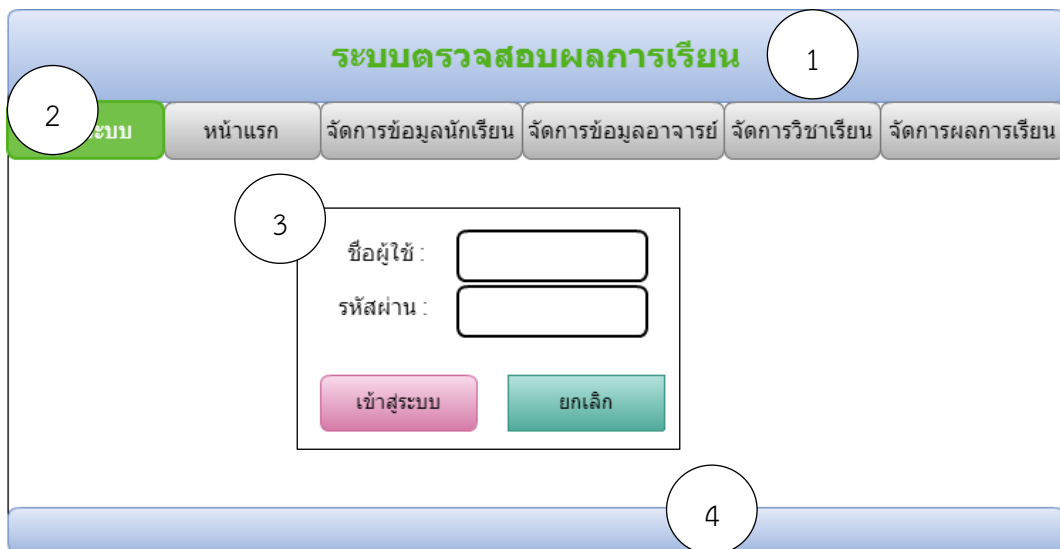 ระบบตรวจสอบผลการเรียน
1
2
ระบบ หน้าแรก จัดการข้อมูลนักเรียน จัดการข้อมูลอาจารย์ จัดการวิชาเรียน จัดการผลการเรียน
3
ชื่อผู้ใช้ :
รหัสผ่าน :
เข้าสู่ระบบ ยกเลิก
4